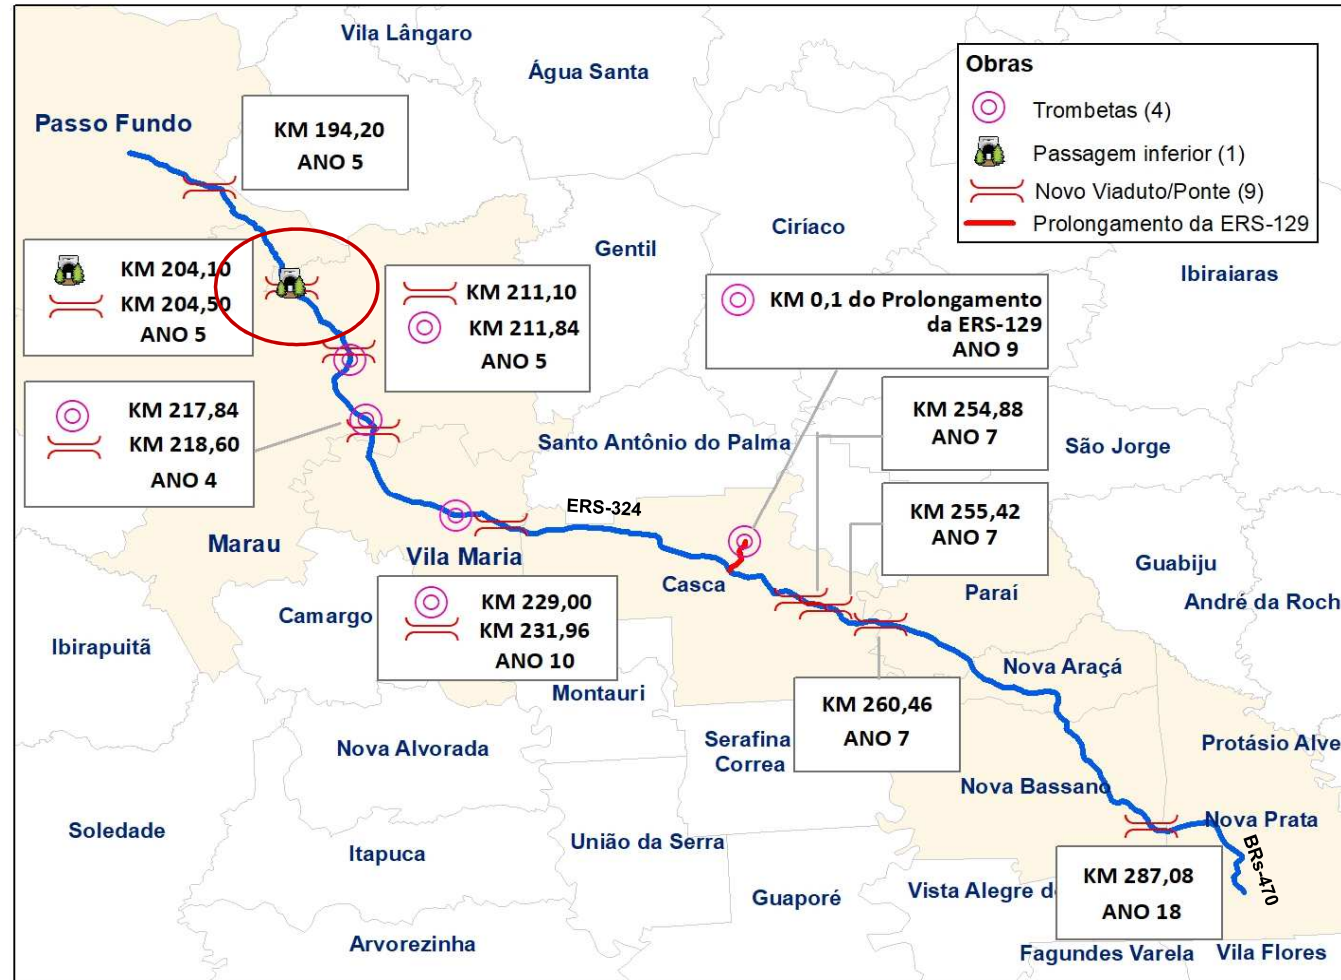 Vila Lângaro
Água Santa
Obras
Trombetas (4)
Passagem inferior (1)
Novo Viaduto/Ponte (9)
Prolongamento da ERS-129
Passo Fundo
KM 194,20
ANO 5
Ciríaco
Gentil
Ibiraiaras
KM 204,10
KM 204,50
ANO 5
KM 211,10
KM 211,84
ANO 5
KM 0,1 do Prolongamento
da ERS-129
ANO 9
KM 217,84
KM 218,60
ANO 4
KM 254,88
ANO 7
Santo Antônio do Palma
São Jorge
ERS-324
KM 255,42
ANO 7
Marau
Vila Maria
Casca
Paraí
Guabiju
André da Roch
Camargo
KM 229,00
KM 231,96
ANO 10
Ibirapuitã
Montauri
Nova Araçá
KM 260,46
ANO 7
Nova Alvorada
Serafina
Correa
Protásio Alve
Nova Bassano
Nova Prata
Soledade
Itapuca
União da Serra
BRs-470
Guaporé
Vista Alegre d
KM 287,08
ANO 18
Arvorezinha
Fagundes Varela
Vila Flores